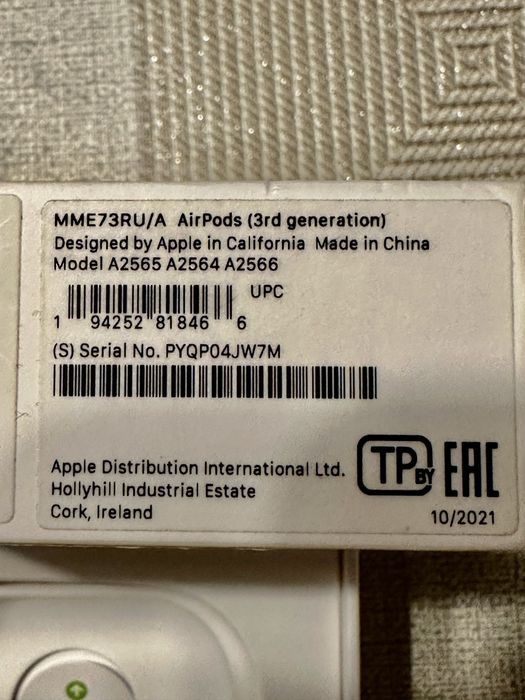 MME73RU/A AirPods (3rd generation)
Designed by Apple in California Made in China
Model A2565 A2564 A2566
UPC
1 94252 81846 6
(S) Serial No. PYQP04JW7M
Apple Distribution International Ltd.
Hollyhill Industrial Estate
Cork, Ireland
TP BY EAC
10/2021